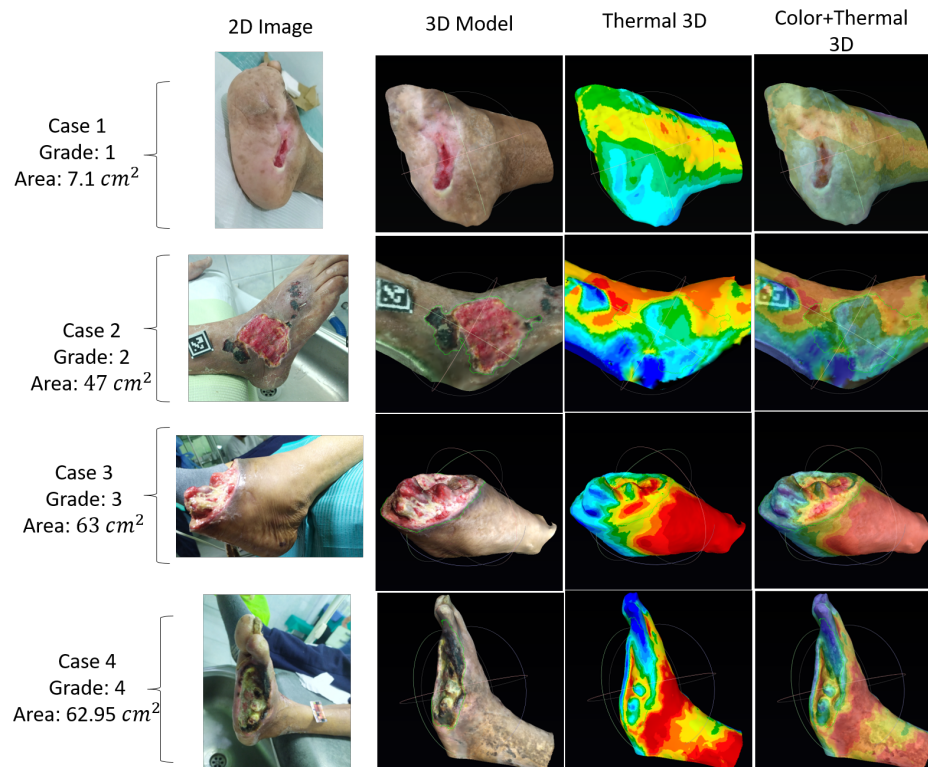 2D Image
3D Model
Thermal 3D
Color+Thermal
3D
Case 1
Grade: 1
Area: 7.1 cm²
Case 2
Grade: 2
Area: 47 cm²
Case 3
Grade: 3
Area: 63 cm²
Case 4
Grade: 4
Area: 62.95 cm²